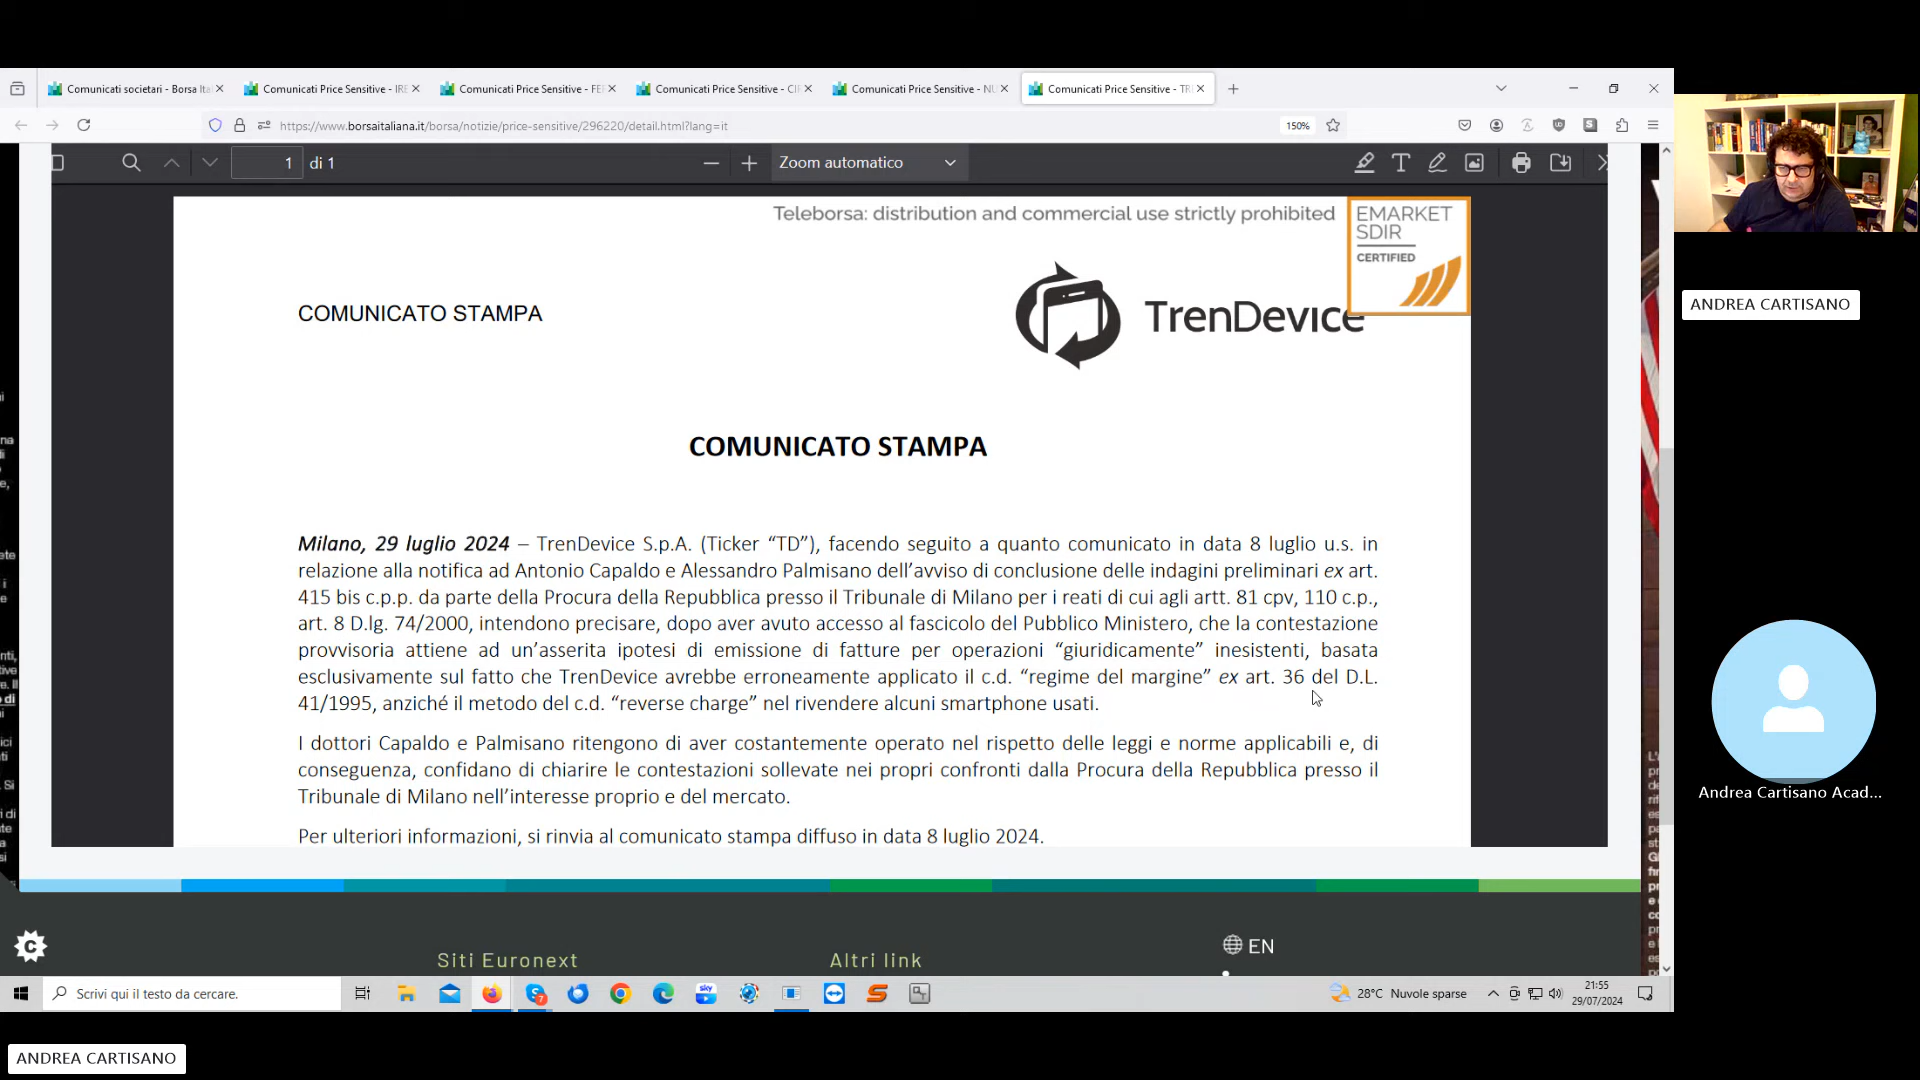 Comunicati societari - Borsa Ita
Comunicati Price Sensitive - IRE
Comunicati Price Sensitive - FEF
Comunicati Price Sensitive - CIF
Comunicati Price Sensitive - NU
Comunicati Price Sensitive - TR
https://www.borsaitaliana.it/borsa/notizie/price-sensitive/296220/detail.html?lang=it
150%
1 di 1
Zoom automatico
Teleborsa: distribution and commercial use strictly prohibited
EMARKET
SDIR
CERTIFIED
COMUNICATO STAMPA
TrenDevice
COMUNICATO STAMPA
Milano, 29 luglio 2024 – TrenDevice S.p.A. (Ticker “TD”), facendo seguito a quanto comunicato in data 8 luglio u.s. in
relazione alla notifica ad Antonio Capaldo e Alessandro Palmisano dell’avviso di conclusione delle indagini preliminari ex art.
415 bis c.p.p. da parte della Procura della Repubblica presso il Tribunale di Milano per i reati di cui agli artt. 81 cpv, 110 c.p.,
art. 8 D.lg. 74/2000, intendono precisare, dopo aver avuto accesso al fascicolo del Pubblico Ministero, che la contestazione
provvisoria attiene ad un’asserita ipotesi di emissione di fatture per operazioni “giuridicamente” inesistenti, basata
esclusivamente sul fatto che TrenDevice avrebbe erroneamente applicato il c.d. “regime del margine” ex art. 36 del D.L.
41/1995, anziché il metodo del c.d. “reverse charge” nel rivendere alcuni smartphone usati.
I dottori Capaldo e Palmisano ritengono di aver costantemente operato nel rispetto delle leggi e norme applicabili e, di
conseguenza, confidano di chiarire le contestazioni sollevate nei propri confronti dalla Procura della Repubblica presso il
Tribunale di Milano nell’interesse proprio e del mercato.
Per ulteriori informazioni, si rinvia al comunicato stampa diffuso in data 8 luglio 2024.
Siti Euronext
Altri link
EN
Scrivi qui il testo da cercare.
28°C Nuvole sparse
21:55
29/07/2024
ANDREA CARTISANO
Andrea Cartisano Acad...
ANDREA CARTISANO